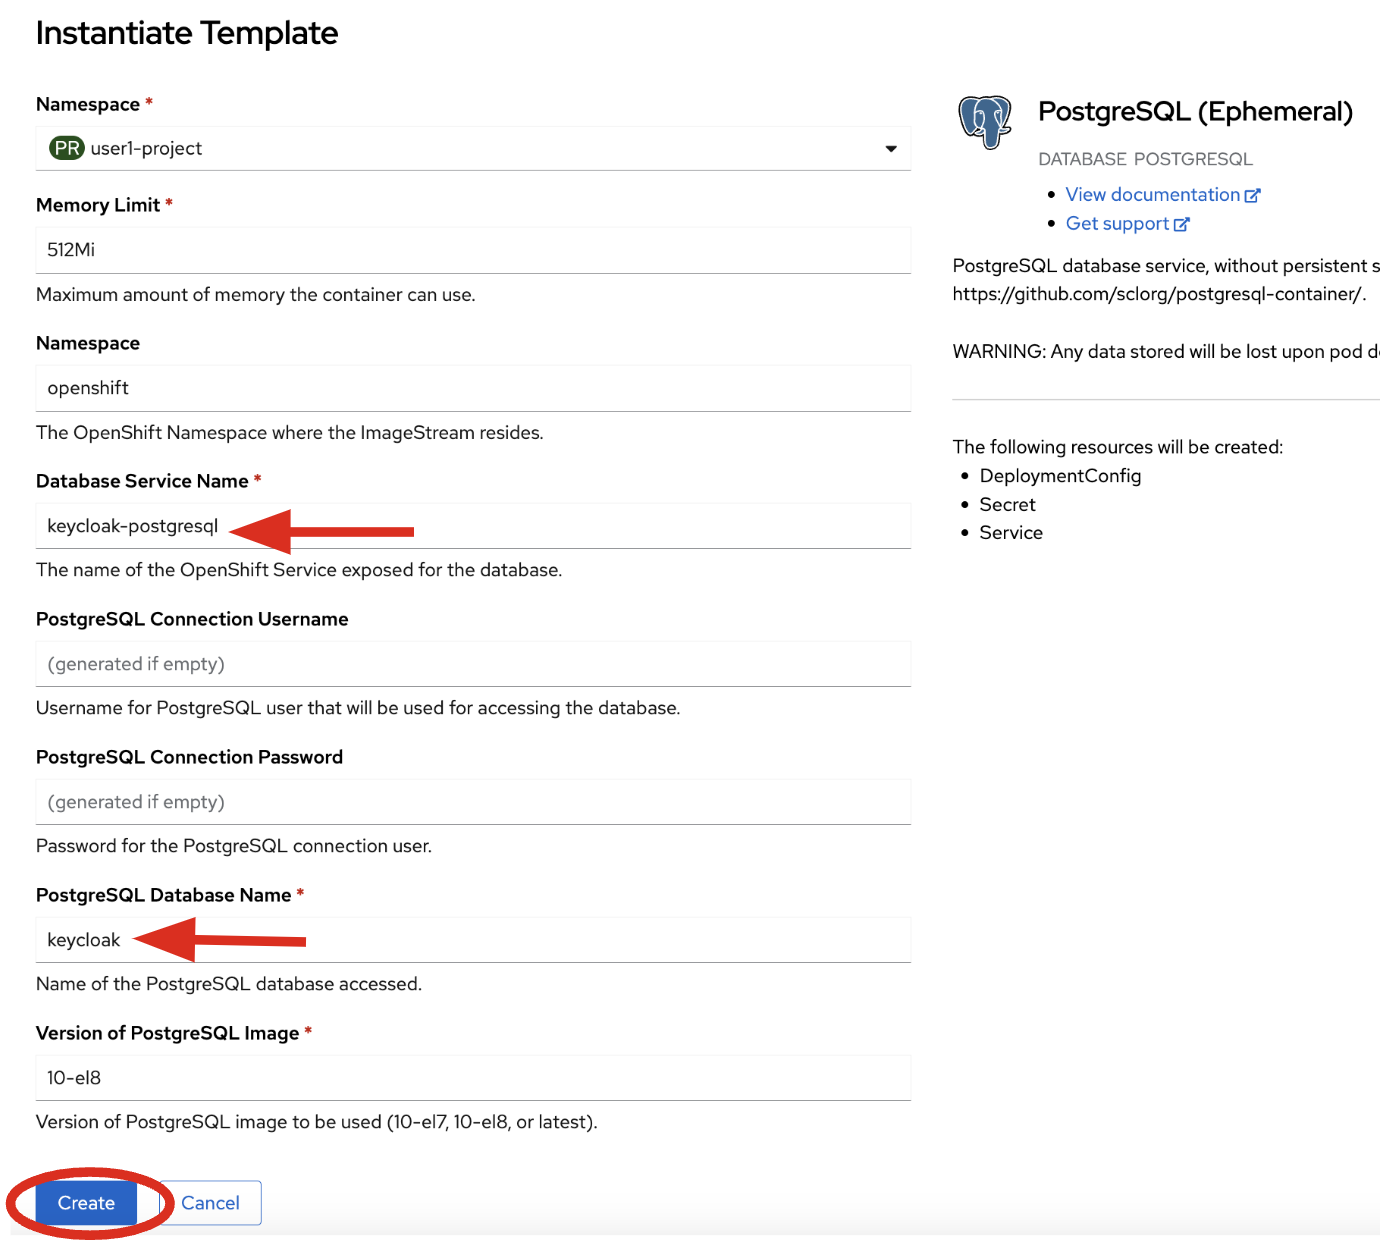 Instantiate Template
Namespace *
PR user1-project
Memory Limit *
512Mi
Maximum amount of memory the container can use.
Namespace
openshift
The OpenShift Namespace where the ImageStream resides.
Database Service Name *
keycloak-postgresql
The name of the OpenShift Service exposed for the database.
PostgreSQL Connection Username
(generated if empty)
Username for PostgreSQL user that will be used for accessing the database.
PostgreSQL Connection Password
(generated if empty)
Password for the PostgreSQL connection user.
PostgreSQL Database Name *
keycloak
Name of the PostgreSQL database accessed.
Version of PostgreSQL Image *
10-el8
Version of PostgreSQL image to be used (10-el7, 10-el8, or latest).
Create
Cancel
PostgreSQL (Ephemeral)
DATABASE POSTGRESQL
View documentation
Get support
PostgreSQL database service, without persistent
https://github.com/sclorg/postgresql-container/.
WARNING: Any data stored will be lost upon pod
The following resources will be created:
DeploymentConfig
Secret
Service